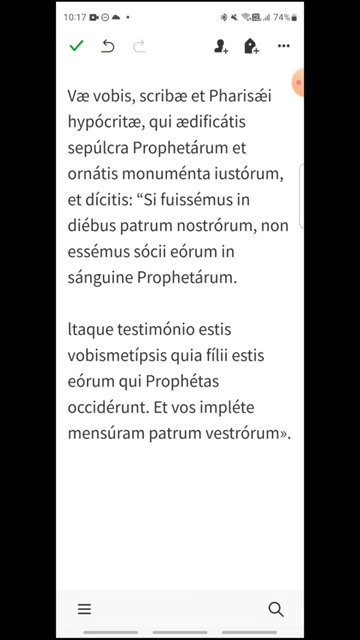 10:17
74%
Væ vobis, scribæ et Pharisǽi
hypócritæ, qui ædificátis
sepúlcra Prophetárum et
ornátis monuménta iustórum,
et dícitis: “Si fuissémus in
diébus patrum nostrórum, non
essémus sócii eórum in
sánguine Prophetárum.
ltaque testimónio estis
vobismetípsis quia fílii estis
eórum qui Prophétas
occidérunt. Et vos impléte
mensúram patrum vestrórum».